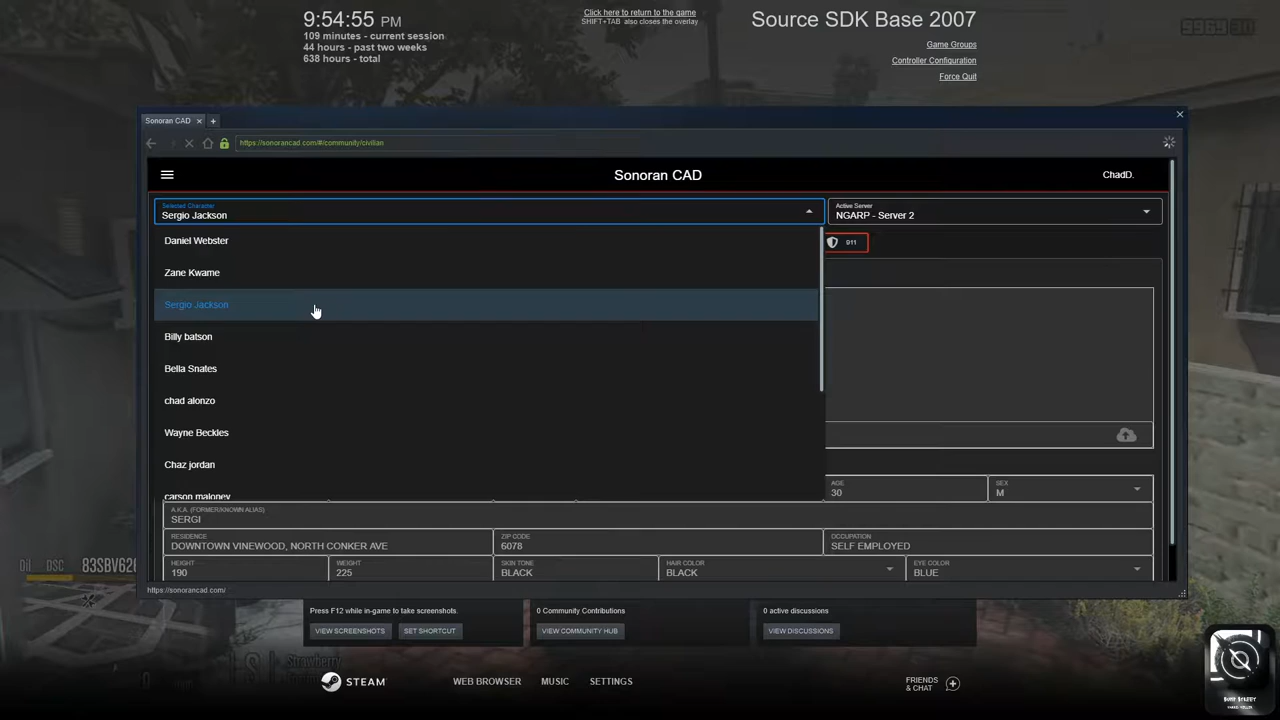 9:54:55 PM
109 minutes - current session
44 hours - past two weeks
638 hours - total
Click here to return to the game
SHIFT+TAB also closes the overlay
Source SDK Base 2007
Game Groups
Controller Configuration
Force Quit
Sonoran CAD
https://sonorancad.com/#/community/civilian
Sonoran CAD
ChadD.
Selected Character
Sergio Jackson
Active Server
NGARP - Server 2
Daniel Webster
911
Zane Kwame
Sergio Jackson
Billy batson
Bella Snates
chad alonzo
Wayne Beckles
Chaz jordan
carson maloney
AGE
30
SEX
M
A.K.A. (FORMER/KNOWN ALIAS)
SERGI
RESIDENCE
DOWNTOWN VINEWOOD, NORTH CONKER AVE
ZIP CODE
6078
OCCUPATION
SELF EMPLOYED
HEIGHT
190
WEIGHT
225
SKIN TONE
BLACK
HAIR COLOR
BLACK
EYE COLOR
BLUE
https://sonorancad.com/
Oil DSC 83SBV626
Press F12 while in-game to take screenshots.
VIEW SCREENSHOTS
SET SHORTCUT
0 Community Contributions
VIEW COMMUNITY HUB
0 active discussions
VIEW DISCUSSIONS
Strawberry
STEAM
WEB BROWSER
MUSIC
SETTINGS
FRIENDS
& CHAT